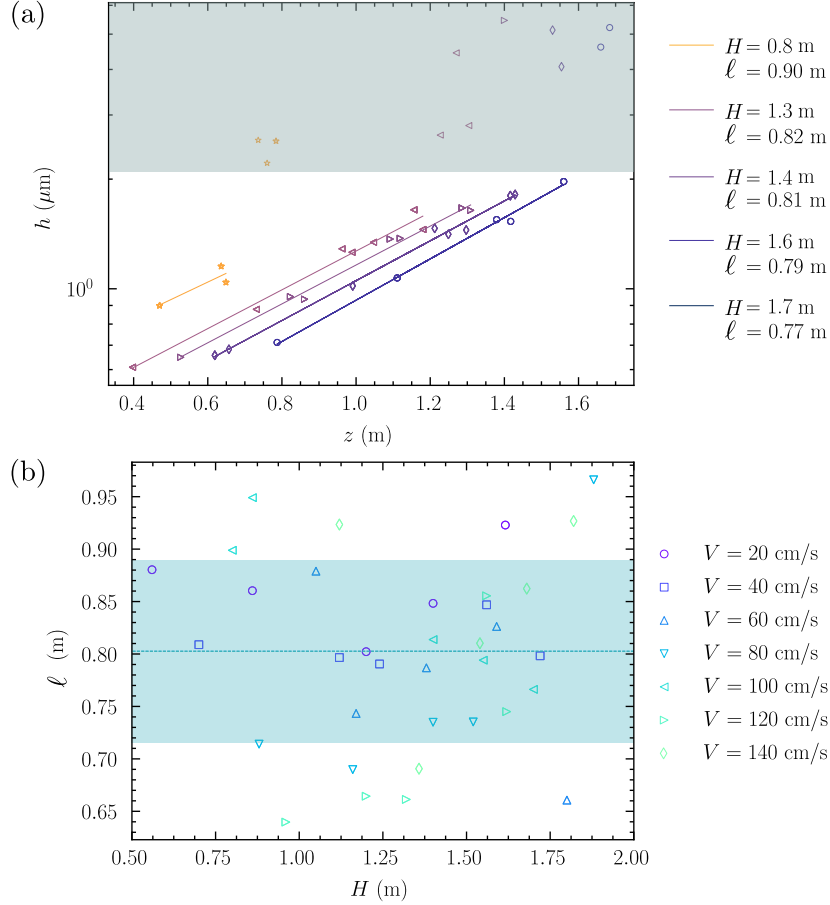 (a)
h (μm)
10⁰
0.4 0.6 0.8 1.0 1.2 1.4 1.6
z (m)
H = 0.8 m
ℓ = 0.90 m
H = 1.3 m
ℓ = 0.82 m
H = 1.4 m
ℓ = 0.81 m
H = 1.6 m
ℓ = 0.79 m
H = 1.7 m
ℓ = 0.77 m
(b)
ℓ (m)
0.95
0.90
0.85
0.80
0.75
0.70
0.65
0.50 0.75 1.00 1.25 1.50 1.75 2.00
H (m)
V = 20 cm/s
V = 40 cm/s
V = 60 cm/s
V = 80 cm/s
V = 100 cm/s
V = 120 cm/s
V = 140 cm/s